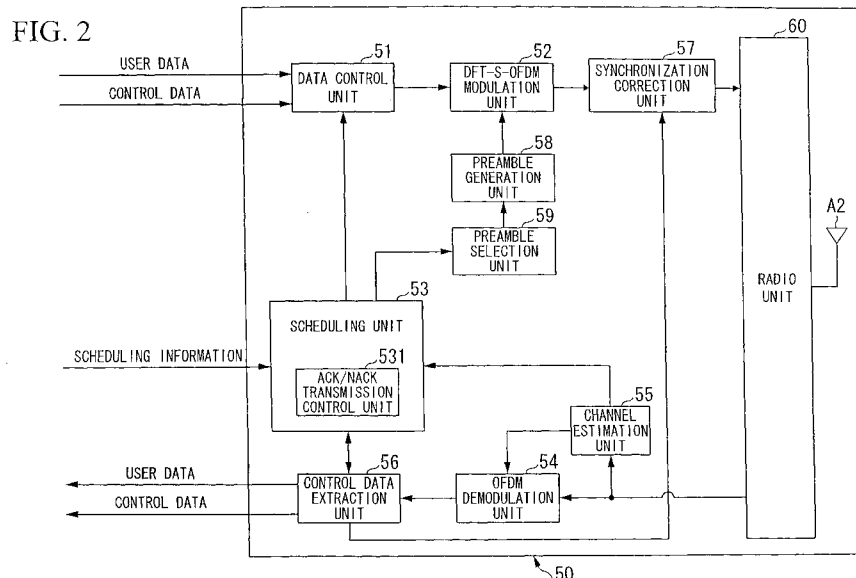 FIG. 2
USER DATA
CONTROL DATA
51
DATA CONTROL
UNIT
52
DFT-S-OFDM
MODULATION
UNIT
57
SYNCHRONIZATION
CORRECTION
UNIT
60
RADIO
UNIT
A2
58
PREAMBLE
GENERATION
UNIT
59
PREAMBLE
SELECTION
UNIT
53
SCHEDULING UNIT
SCHEDULING INFORMATION
531
ACK/NACK
TRANSMISSION
CONTROL UNIT
55
CHANNEL
ESTIMATION
UNIT
USER DATA
CONTROL DATA
56
CONTROL DATA
EXTRACTION
UNIT
54
OFDM
DEMODULATION
UNIT
50